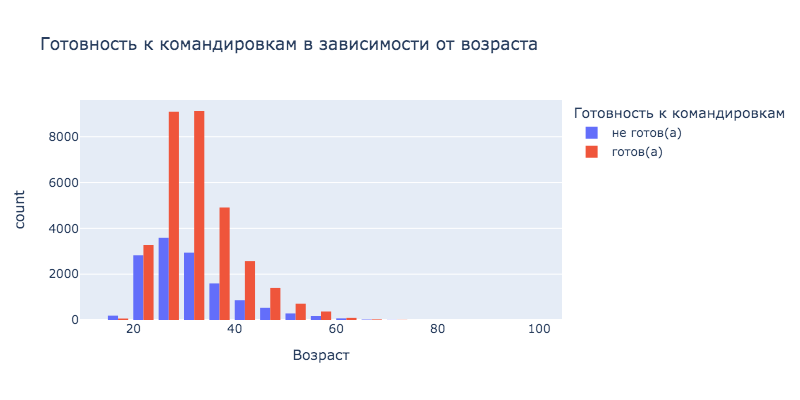 Готовность к командировкам в зависимости от возраста
Готовность к командировкам
не готов(а)
готов(а)
count
8000
6000
4000
2000
0
20 40 60 80 100
Возраст